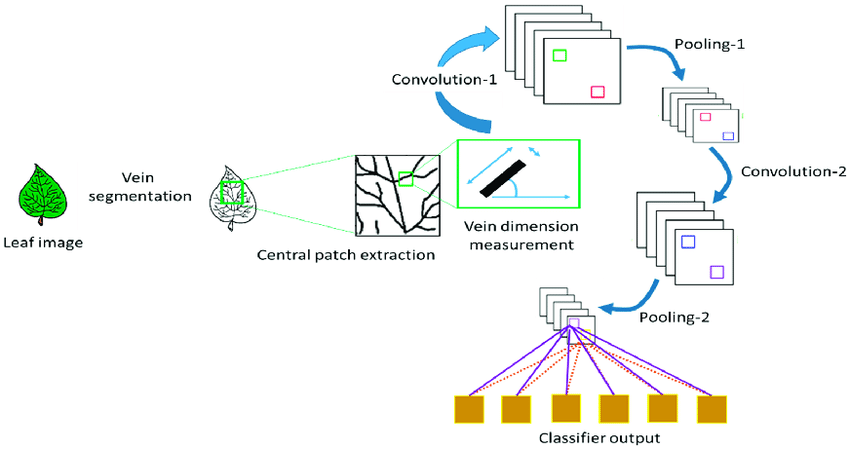 Leaf image
Vein
segmentation
Central patch extraction
Vein dimension
measurement
Convolution-1
Pooling-1
Convolution-2
Pooling-2
Classifier output